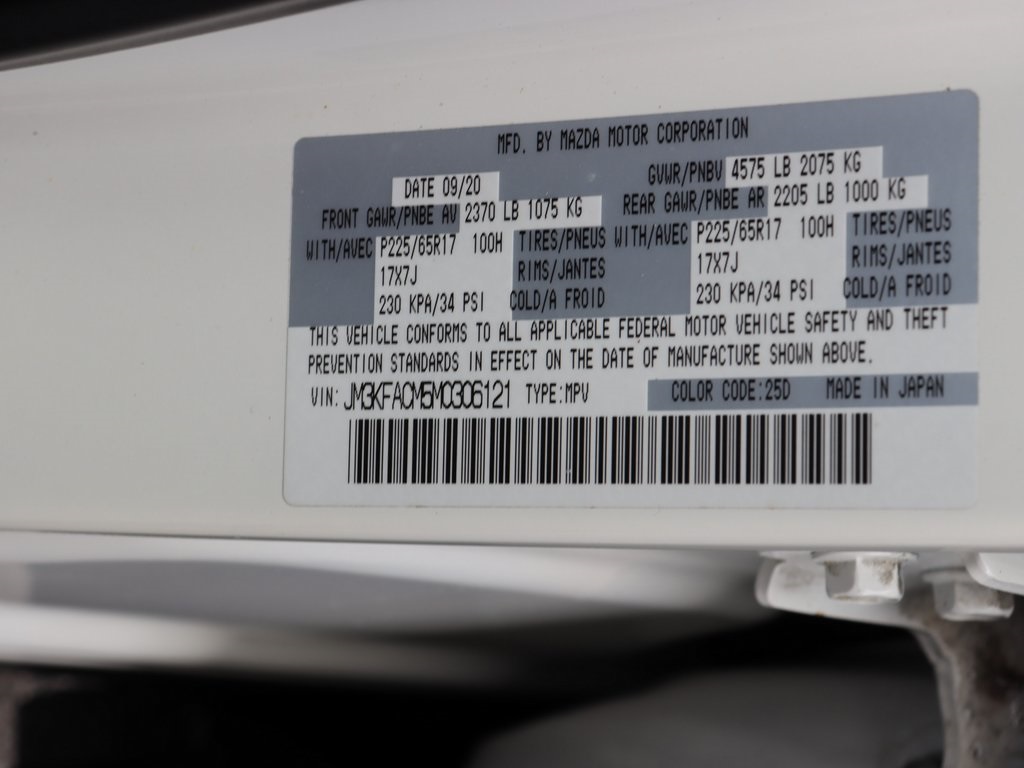 MFD. BY MAZDA MOTOR CORPORATION
DATE 09/20 GVWR/PNBV 4575 LB 2075 KG
FRONT GAWR/PNBE AV 2370 LB 1075 KG REAR GAWR/PNBE AR 2205 LB 1000 KG
WITH/AVEC P225/65R17 100H TIRES/PNEUS WITH/AVEC P225/65R17 100H TIRES/PNEUS
17X7J RIMS/JANTES 17X7J RIMS/JANTES
230 KPA/34 PSI COLD/A FROID 230 KPA/34 PSI COLD/A FROID
THIS VEHICLE CONFORMS TO ALL APPLICABLE FEDERAL MOTOR VEHICLE SAFETY AND THEFT
PREVENTION STANDARDS IN EFFECT ON THE DATE OF MANUFACTURE SHOWN ABOVE.
VIN: JM3KFACM5M0306121 TYPE:MPV COLOR CODE:25D MADE IN JAPAN